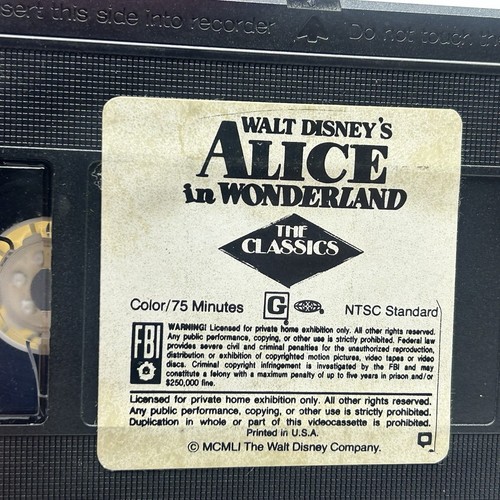 sert this side into recorder Do not touch th
WALT DISNEY'S
ALICE
in WONDERLAND
THE
CLASSICS
Color/75 Minutes G NTSC Standard
FBI
WARNING! Licensed for private home exhibition only. All other rights reserved.
Any public performance, copying, or other use is strictly prohibited. Federal law
provides severe civil and criminal penalties for the unauthorized reproduction,
distribution or exhibition of copyrighted motion pictures, video tapes or video
discs. Criminal copyright infringement is investigated by the FBI and may
constitute a felony with a maximum penalty of up to five years in prison and/or
$250,000 fine.
Licensed for private home exhibition only. All other rights reserved.
Any public performance, copying, or other use is strictly prohibited.
Duplication in whole or part of this videocassette is prohibited.
Printed in U.S.A.
© MCMLI The Walt Disney Company.